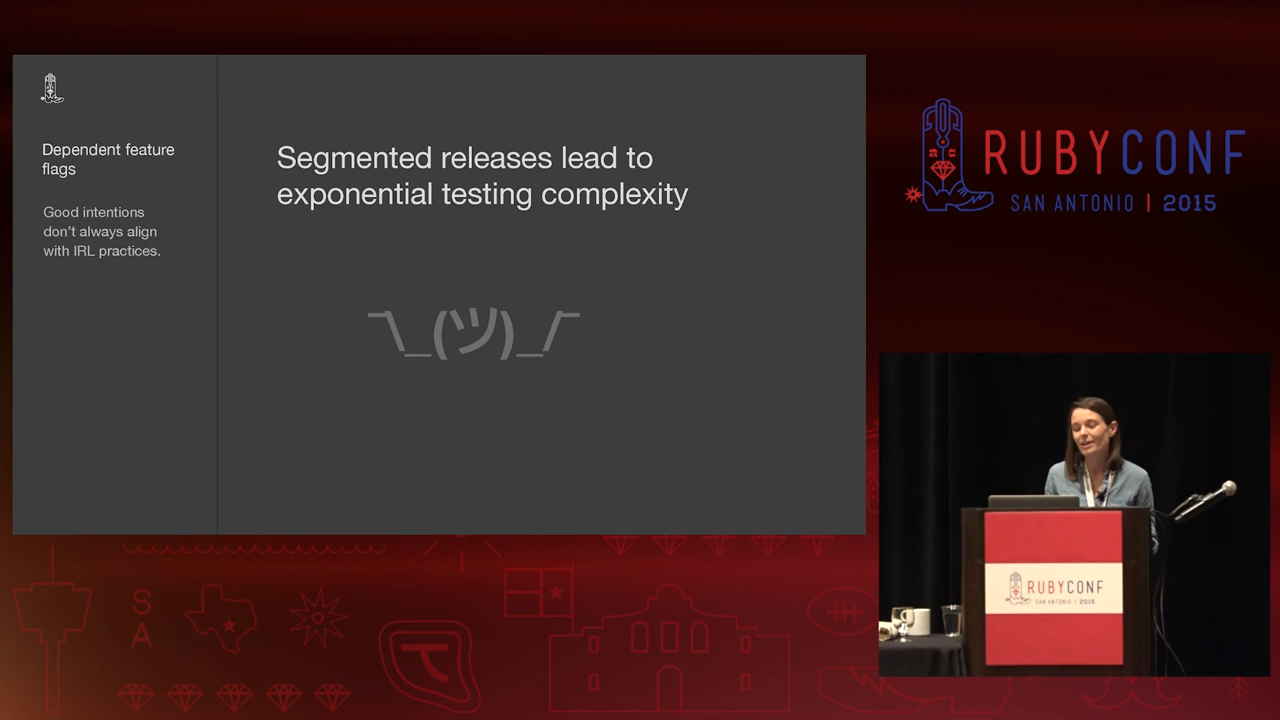 Dependent feature
flags
Good intentions
don't always align
with IRL practices.
Segmented releases lead to
exponential testing complexity
¯\_(ツ)_/¯
RUBYCONF
SAN ANTONIO | 2015
RUBYCONF
SAN ANTONIO | 2015
S
A